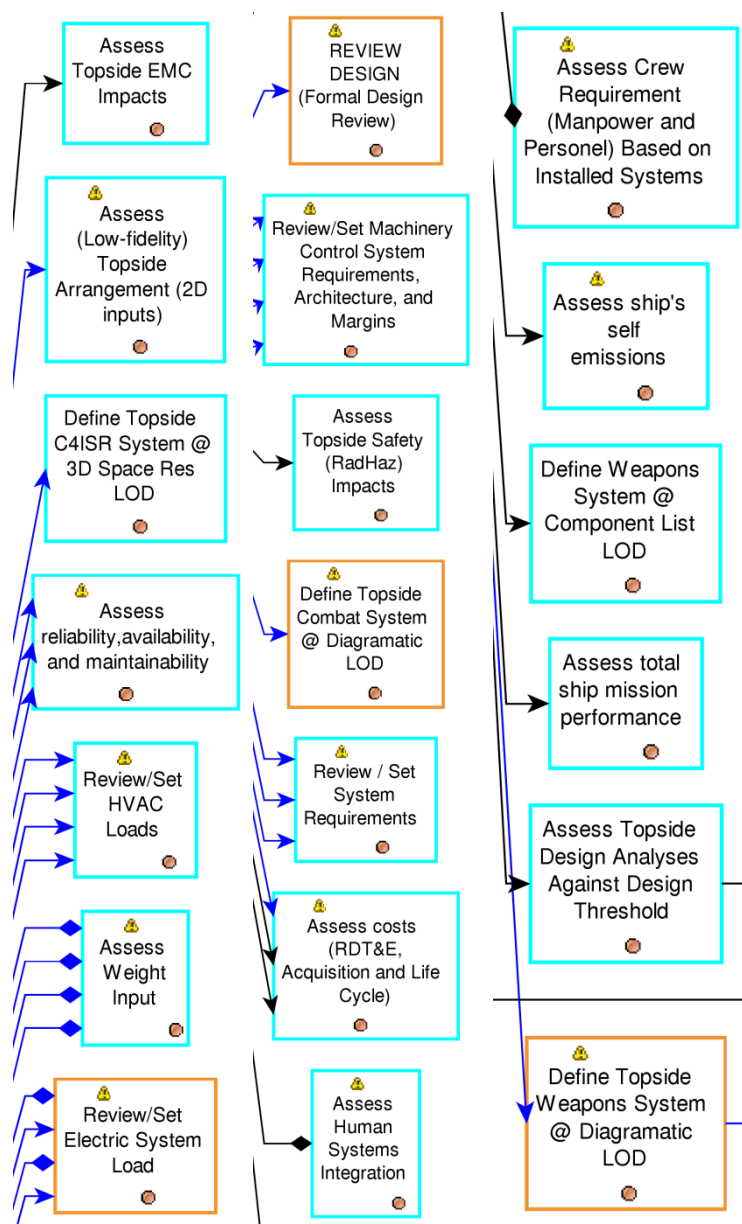 Assess
Topside EMC
Impacts
Assess
(Low-fidelity)
Topside
Arrangement (2D
inputs)
Define Topside
C4ISR System @
3D Space Res
LOD
Assess
reliability,availability,
and maintainability
Review/Set
HVAC
Loads
Assess
Weight
Input
Review/Set
Electric System
Load
REVIEW
DESIGN
(Formal Design
Review)
Review/Set Machinery
Control System
Requirements,
Architecture, and
Margins
Assess
Topside Safety
(RadHaz)
Impacts
Define Topside
Combat System
@ Diagramatic
LOD
Review / Set
System
Requirements
Assess costs
(RDT&E,
Acquisition and Life
Cycle)
Assess
Human
Systems
Integration
Assess Crew
Requirement
(Manpower and
Personel) Based on
Installed Systems
Assess ship's
self
emissions
Define Weapons
System @
Component List
LOD
Assess total
ship mission
performance
Assess Topside
Design Analyses
Against Design
Threshold
Define Topside
Weapons System
@ Diagramatic
LOD